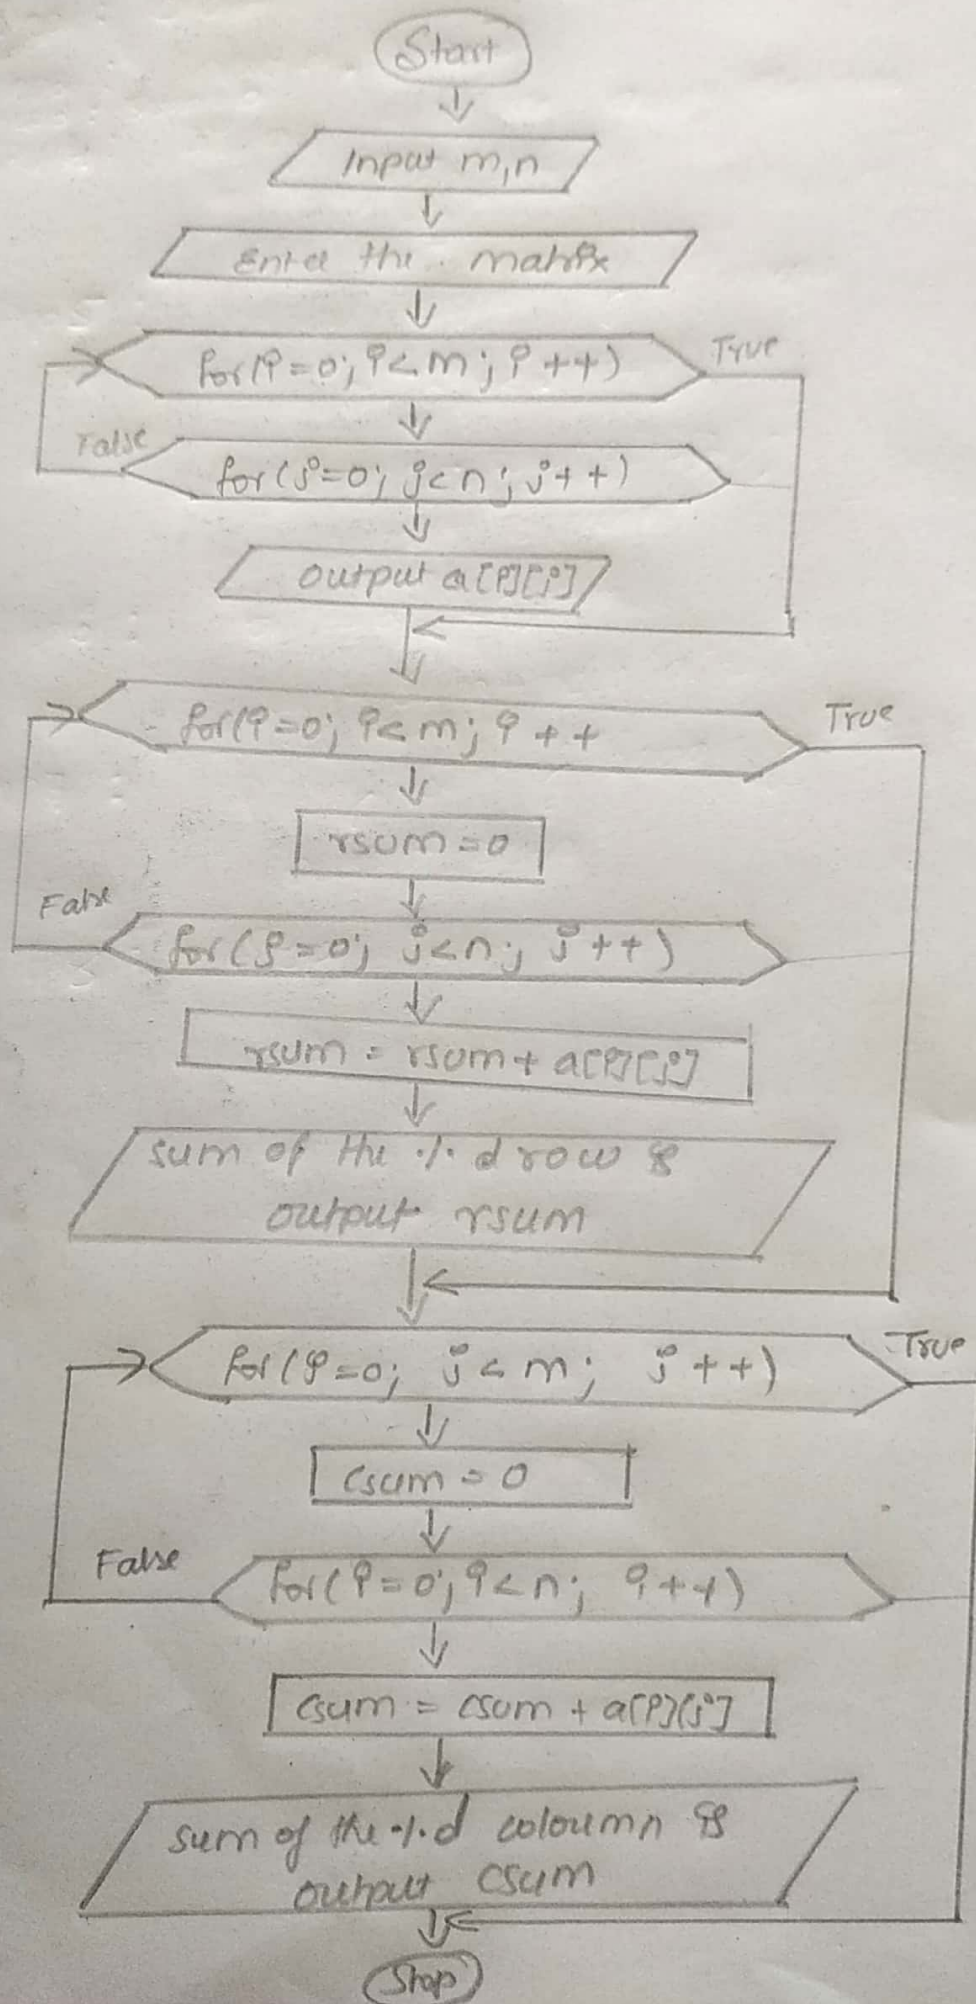 Start
Input m,n
Enter the matrix
for(i=0; i<m; i++)
True
False
for(j=0; j<n; j++)
output a[i][j]
for(i=0; i<m; i++
True
rsum=0
False
for(j=0; j<n; j++)
rsum = rsum + a[i][j]
sum of the %d row is
output rsum
for(j=0; j<m; j++)
True
csum = 0
False
for(i=0; i<n; i++)
csum = csum + a[i][j]
sum of the %d coloumn is
output csum
Stop